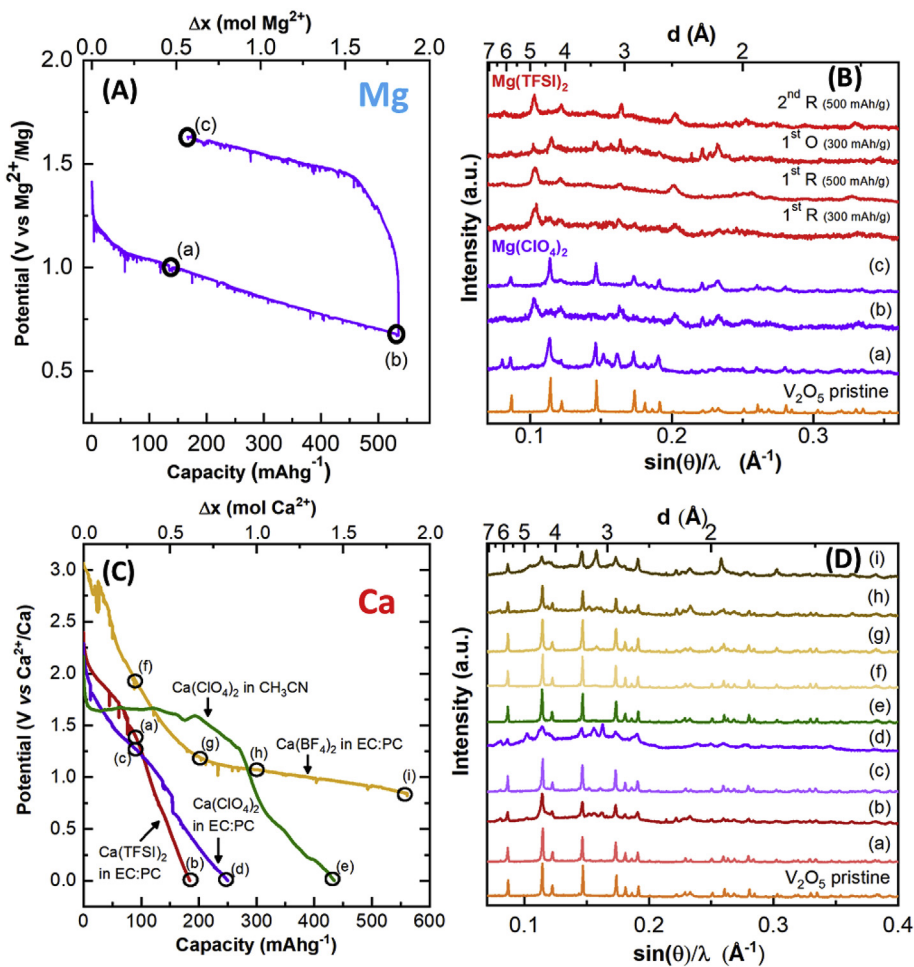 Δx (mol Mg²⁺)
0.0 0.5 1.0 1.5 2.0
(A)
Mg
Potential (V vs Mg²⁺/Mg)
2.0
1.5
1.0
0.5
(c)
(a)
(b)
0 100 200 300 400 500
Capacity (mAhg⁻¹)
d (Å)
7 6 5 4 3 2
(B)
Intensity (a.u.)
Mg(TFSI)₂
2ⁿᵈ R (500 mAh/g)
1ˢᵗ O (300 mAh/g)
1ˢᵗ R (500 mAh/g)
1ˢᵗ R (300 mAh/g)
Mg(ClO₄)₂
(c)
(b)
(a)
V₂O₅ pristine
0.1 0.2 0.3
sin(θ)/λ (Å⁻¹)
Δx (mol Ca²⁺)
0.0 0.5 1.0 1.5 2.0
(C)
Ca
Potential (V vs Ca²⁺/Ca)
3.0
2.5
2.0
1.5
1.0
0.5
0.0
(f)
Ca(ClO₄)₂ in CH₃CN
(a)
(c)
(g)
(h)
Ca(BF₄)₂ in EC:PC
(i)
Ca(ClO₄)₂
in EC:PC
Ca(TFSI)₂
in EC:PC
(b)
(d)
(e)
0 100 200 300 400 500 600
Capacity (mAhg⁻¹)
d (Å)
7 6 5 4 3 2
(D)
Intensity (a.u.)
(i)
(h)
(g)
(f)
(e)
(d)
(c)
(b)
(a)
V₂O₅ pristine
0.1 0.2 0.3 0.4
sin(θ)/λ (Å⁻¹)